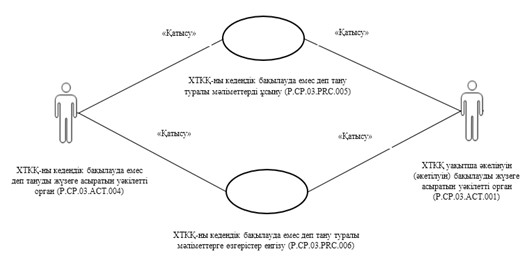 «Қатысу»
«Қатысу»
ХТКҚ-ны кедендік бақылауда емес деп тану
туралы мәліметтерді ұсыну (P.CP.03.PRC.005)
«Қатысу»
«Қатысу»
ХТКҚ-ны кедендік бақылауда емес
деп тануды жүзеге асыратын уәкілетті
орган (P.CP.03.ACT.004)
ХТКҚ уақытша әкелінуін
(әкетілуін) бақылауды жүзеге
асыратын уәкілетті орган
(P.CP.03.ACT.001)
ХТКҚ-ны кедендік бақылауда емес деп тану туралы
мәліметтерге өзгерістер енгізу (P.CP.03.PRC.006)